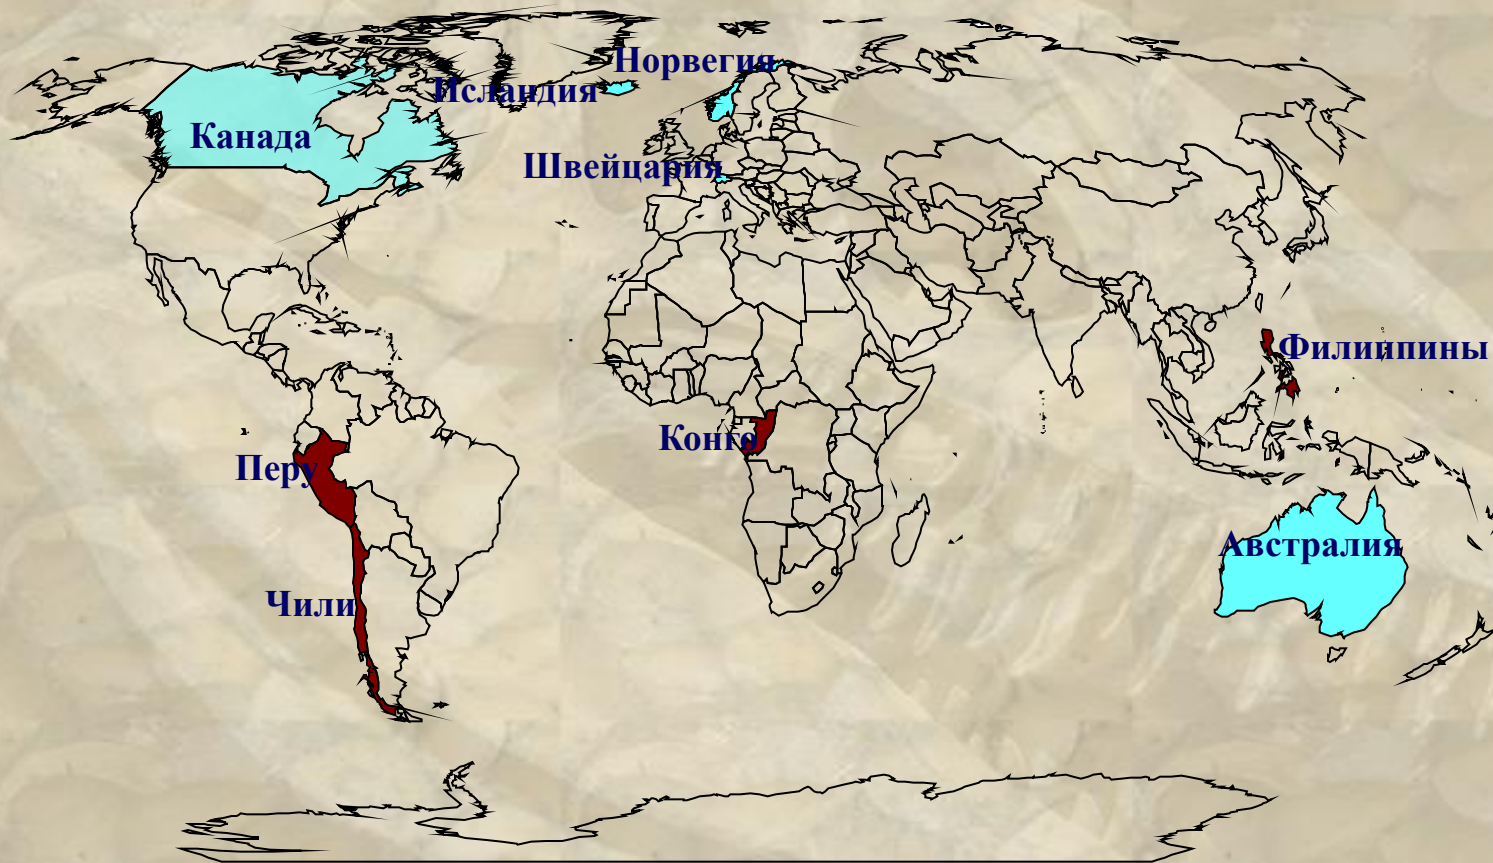 Норвегия
Исландия
Канада
Швейцария
Филиппины
Конго
Перу
Австралия
Чили